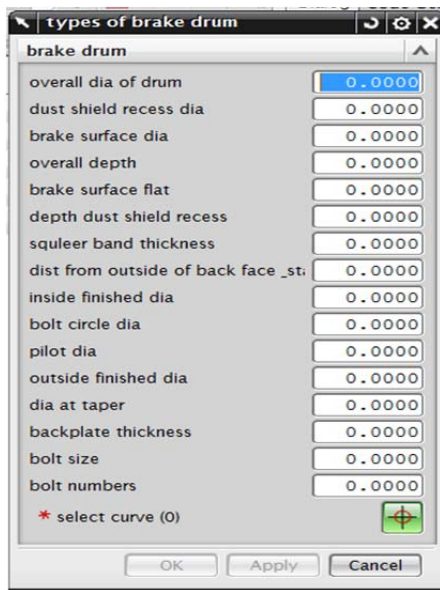 types of brake drum
brake drum
overall dia of drum 0.0000
dust shield recess dia 0.0000
brake surface dia 0.0000
overall depth 0.0000
brake surface flat 0.0000
depth dust shield recess 0.0000
squleer band thickness 0.0000
dist from outside of back face _sta 0.0000
inside finished dia 0.0000
bolt circle dia 0.0000
pilot dia 0.0000
outside finished dia 0.0000
dia at taper 0.0000
backplate thickness 0.0000
bolt size 0.0000
bolt numbers 0.0000
* select curve (0)
OK Apply Cancel